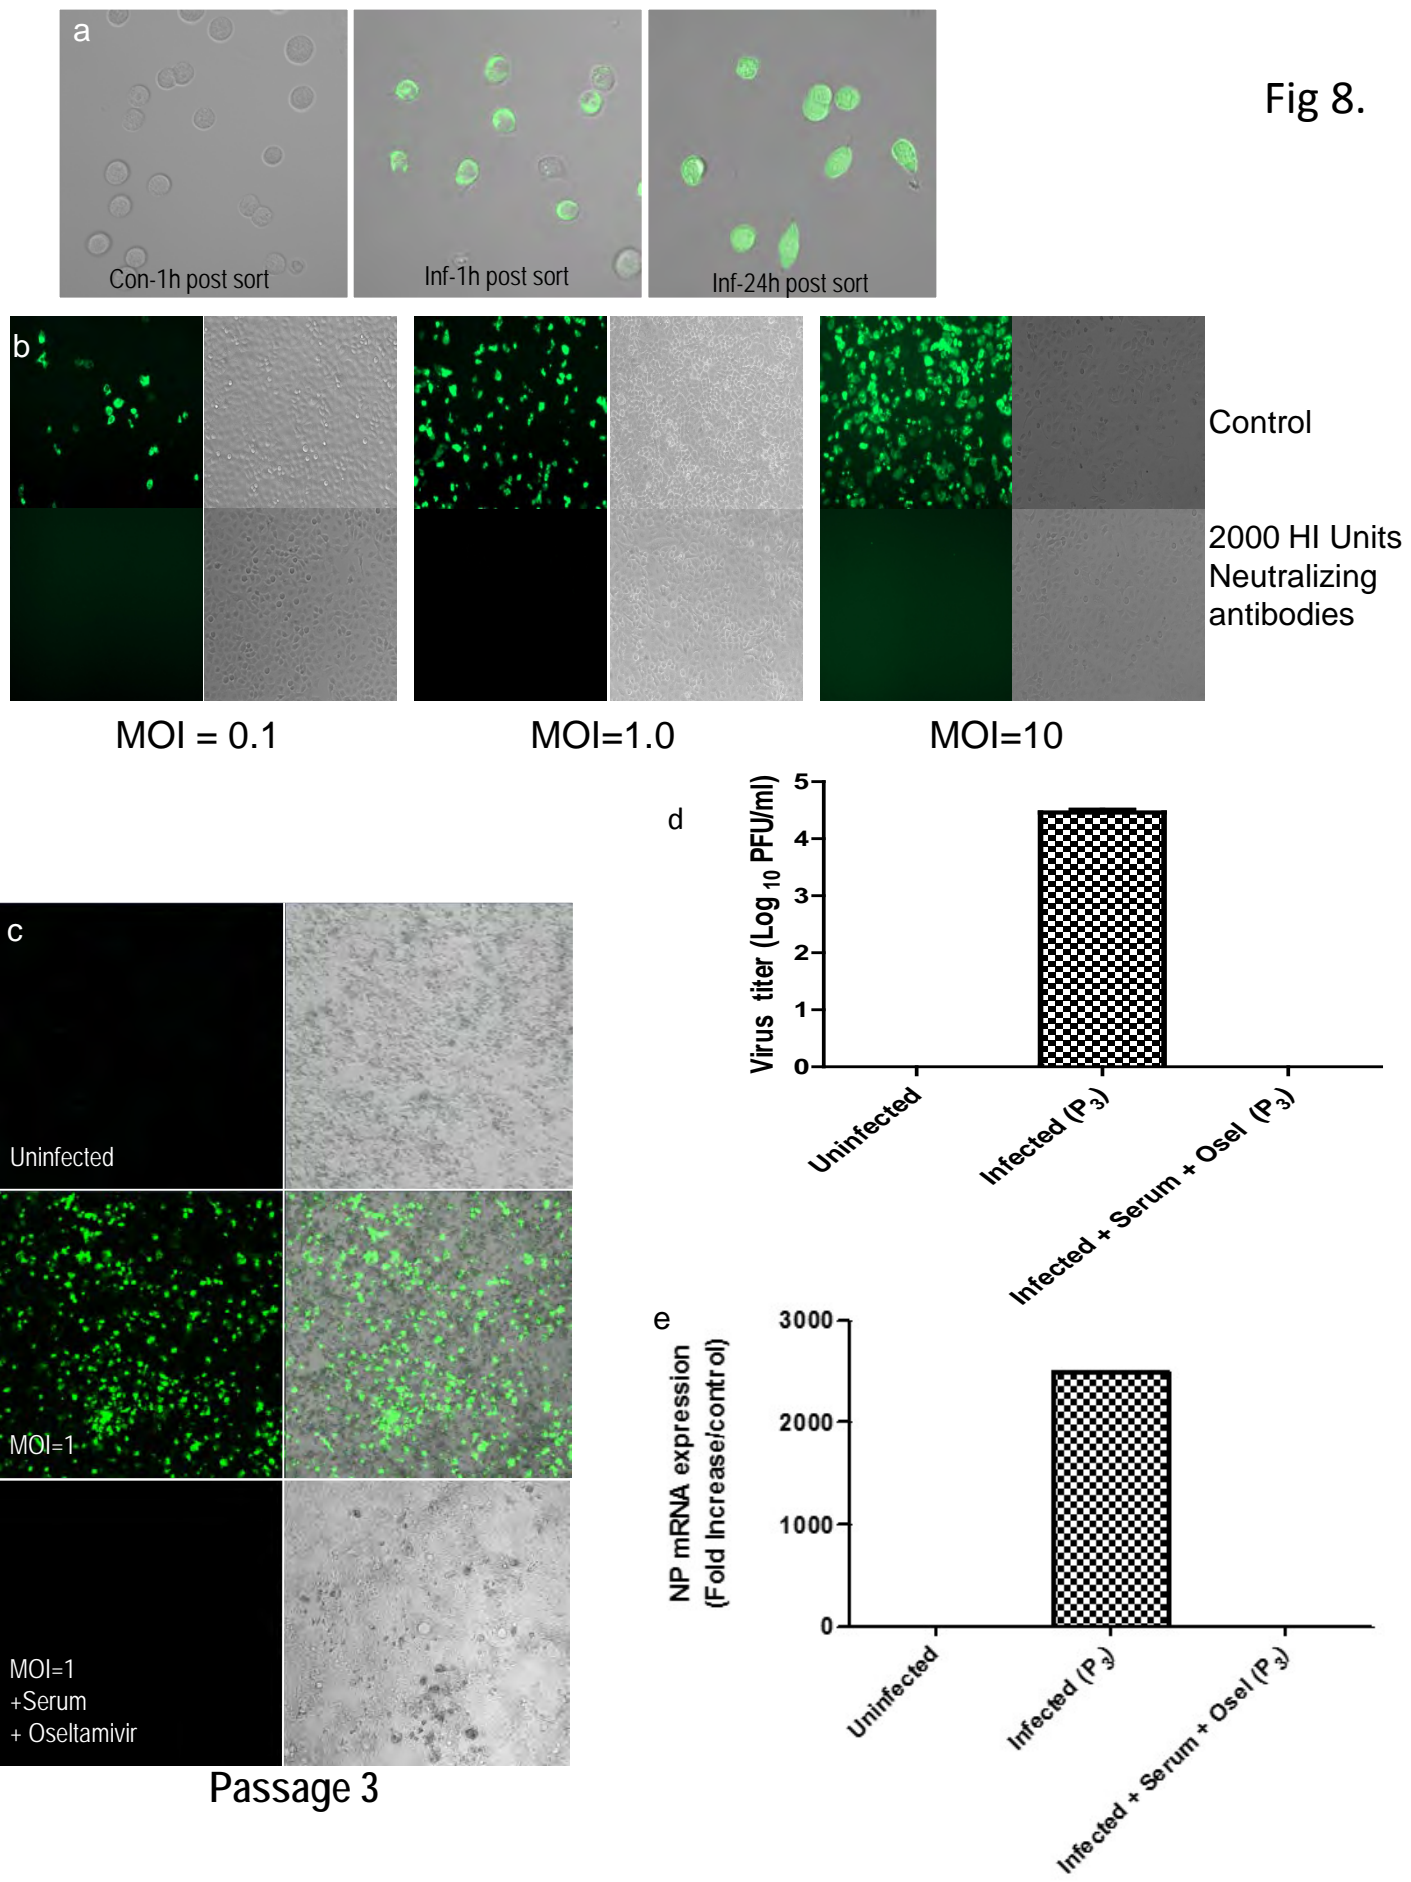 Fig 8.
a
Con-1h post sort
Inf-1h post sort
Inf-24h post sort
b
Control
2000 HI Units
Neutralizing
antibodies
MOI = 0.1
MOI=1.0
MOI=10
c
Uninfected
MOI=1
MOI=1
+Serum
+ Oseltamivir
Passage 3
d
Virus titer (Log 10 PFU/ml)
5
4
3
2
1
0
Uninfected
Infected (P3)
Infected + Serum + Osel (P3)
e
NP mRNA expression
(Fold Increase/control)
3000
2000
1000
0
Uninfected
Infected (P3)
Infected + Serum + Osel (P3)